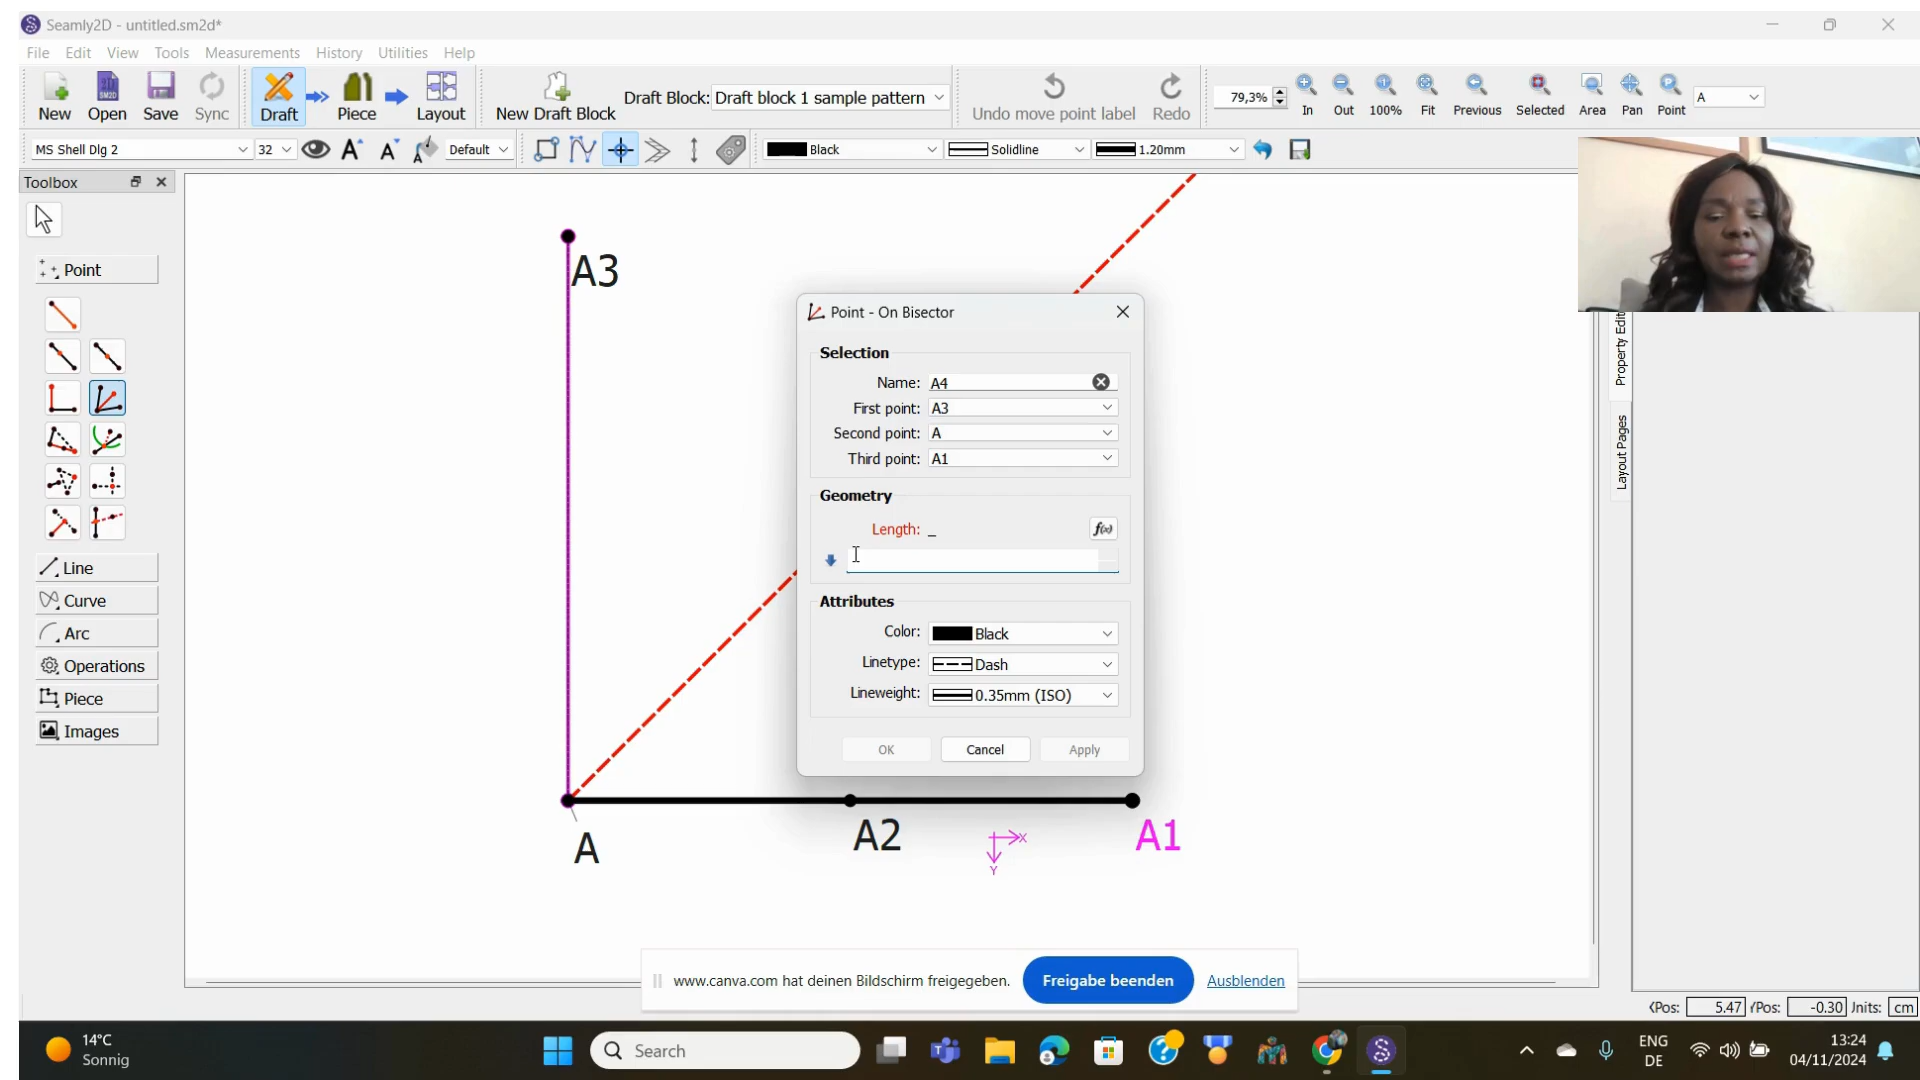 Seamly2D - untitled.sm2d*
File Edit View Tools Measurements History Utilities Help
New Open Save Sync Draft Piece Layout New Draft Block Draft Block: Draft block 1 sample pattern Undo move point label Redo 79,3% In Out 100% Fit Previous Selected Area Pan Point A
MS Shell Dlg 2 32 Default Black Solidline 1.20mm
Toolbox
Point
Line
Curve
Arc
Operations
Piece
Images
A3
A
A2
A1
X
Y
Point - On Bisector
Selection
Name: A4
First point: A3
Second point: A
Third point: A1
Geometry
Length: _ f(x)
Attributes
Color: Black
Linetype: Dash
Lineweight: 0.35mm (ISO)
OK Cancel Apply
Property Edit
Layout Pages
www.canva.com hat deinen Bildschirm freigegeben. Freigabe beenden Ausblenden
Pos: 5.47 Pos: -0.30 nits: cm
14°C
Sonnig
Search
ENG
DE
13:24
04/11/2024